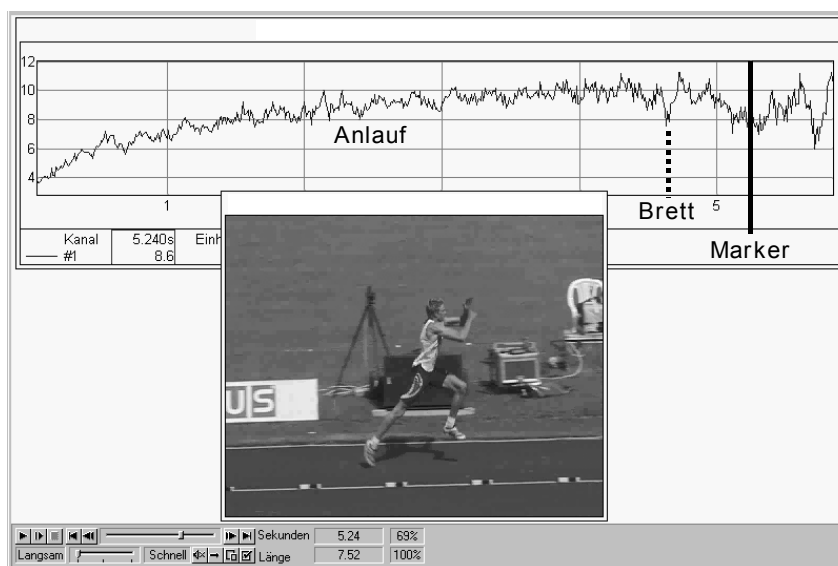 12
10
8
6
4
Anlauf
1
5
Brett
Marker
Kanal 5.240s Einh
#1 8.6
US
Sekunden 5.24 69%
Langsam Schnell Länge 7.52 100%